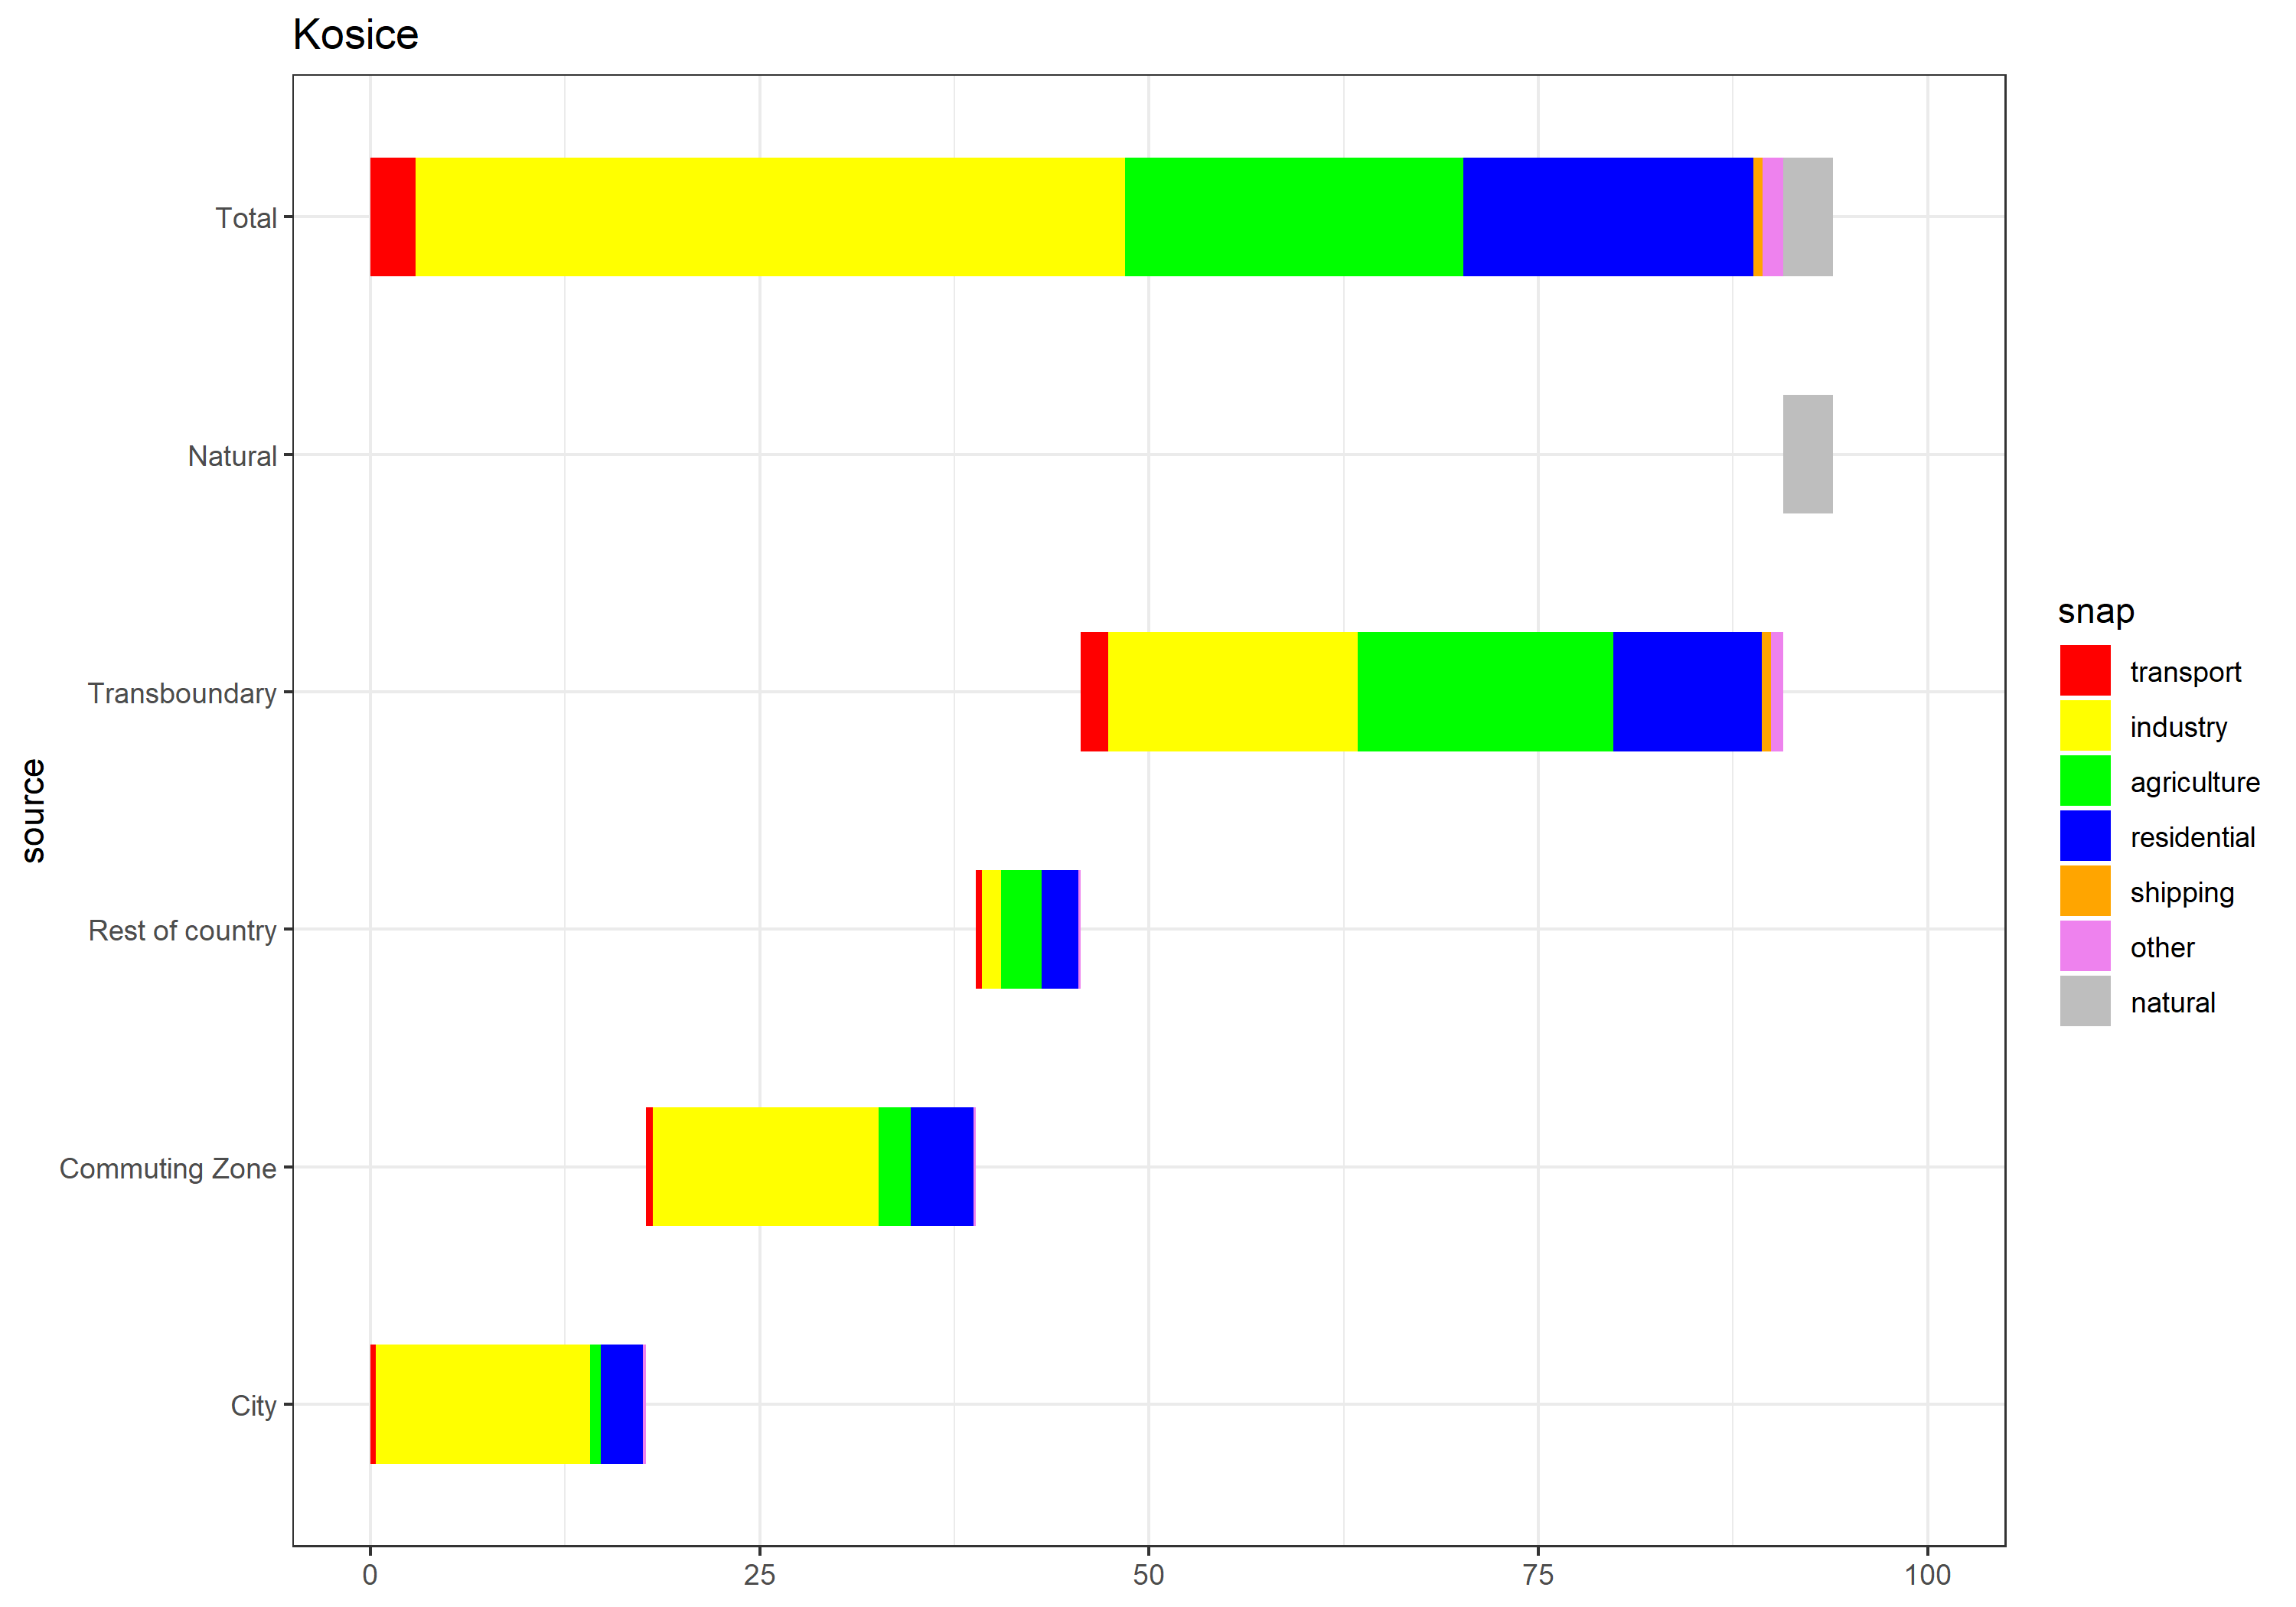 Kosice
Total
Natural
Transboundary
Rest of country
Commuting Zone
City
source
0 25 50 75 100
snap
transport
industry
agriculture
residential
shipping
other
natural